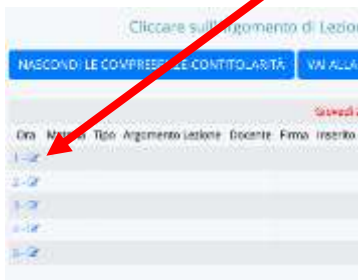 Cliccare sull'Argomento di Lezion
NASCONDI LE COMPRESENZE-CONTITOLARITÀ VAI ALLA
Giovedì
Ora Materia Tipo Argomento Lezione Docente Firma Inserito
1 -
2 -
3 -
4 -
5 -